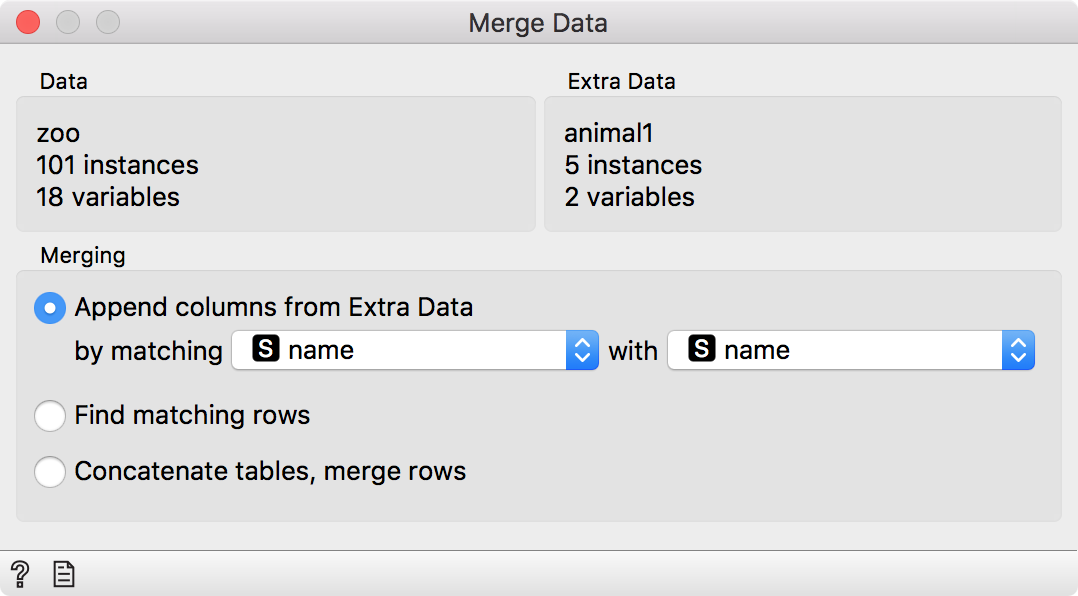 Merge Data
Data
zoo
101 instances
18 variables
Extra Data
animal1
5 instances
2 variables
Merging
Append columns from Extra Data
by matching S name with S name
Find matching rows
Concatenate tables, merge rows
?